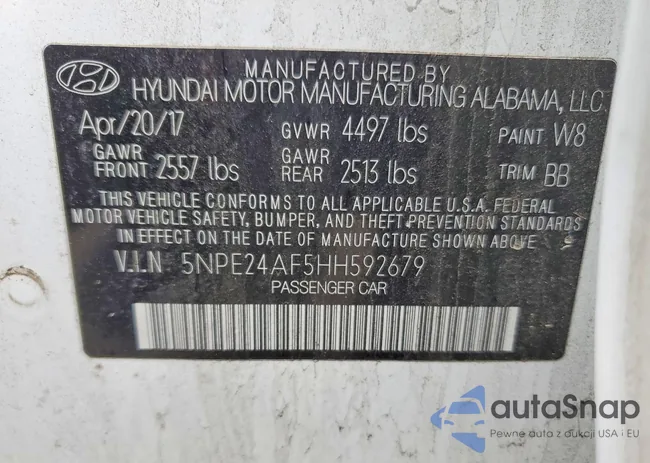 MANUFACTURED BY
HYUNDAI MOTOR MANUFACTURING ALABAMA, LLC
Apr/20/17 GVWR 4497 lbs PAINT W8
GAWR FRONT 2557 lbs GAWR REAR 2513 lbs TRIM BB
THIS VEHICLE CONFORMS TO ALL APPLICABLE U.S.A. FEDERAL
MOTOR VEHICLE SAFETY, BUMPER, AND THEFT PREVENTION STANDARDS
IN EFFECT ON THE DATE OF MANUFACTURE SHOWN ABOVE.
V.I.N 5NPE24AF5HH592679
PASSENGER CAR
autaSnap
Pewne auta z aukcji USA i EU